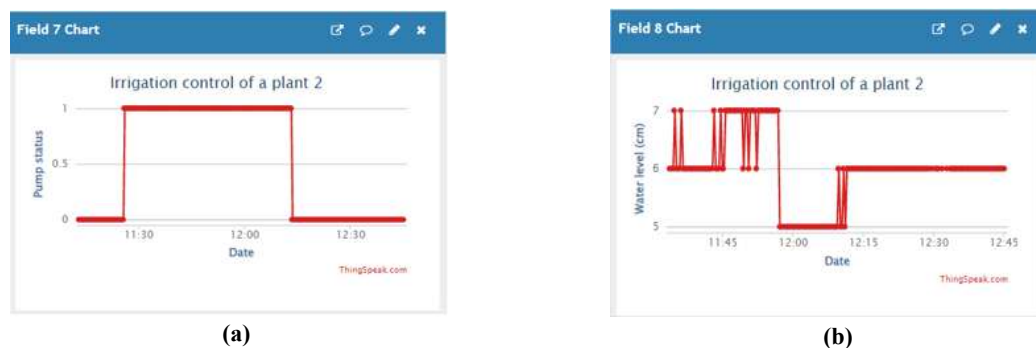 Field 7 Chart
Irrigation control of a plant 2
Pump status
1
0.5
0
11:30 12:00 12:30
Date
ThingSpeak.com
(a)
Field 8 Chart
Irrigation control of a plant 2
Water level (cm)
7
6
5
11:45 12:00 12:15 12:30 12:45
Date
ThingSpeak.com
(b)